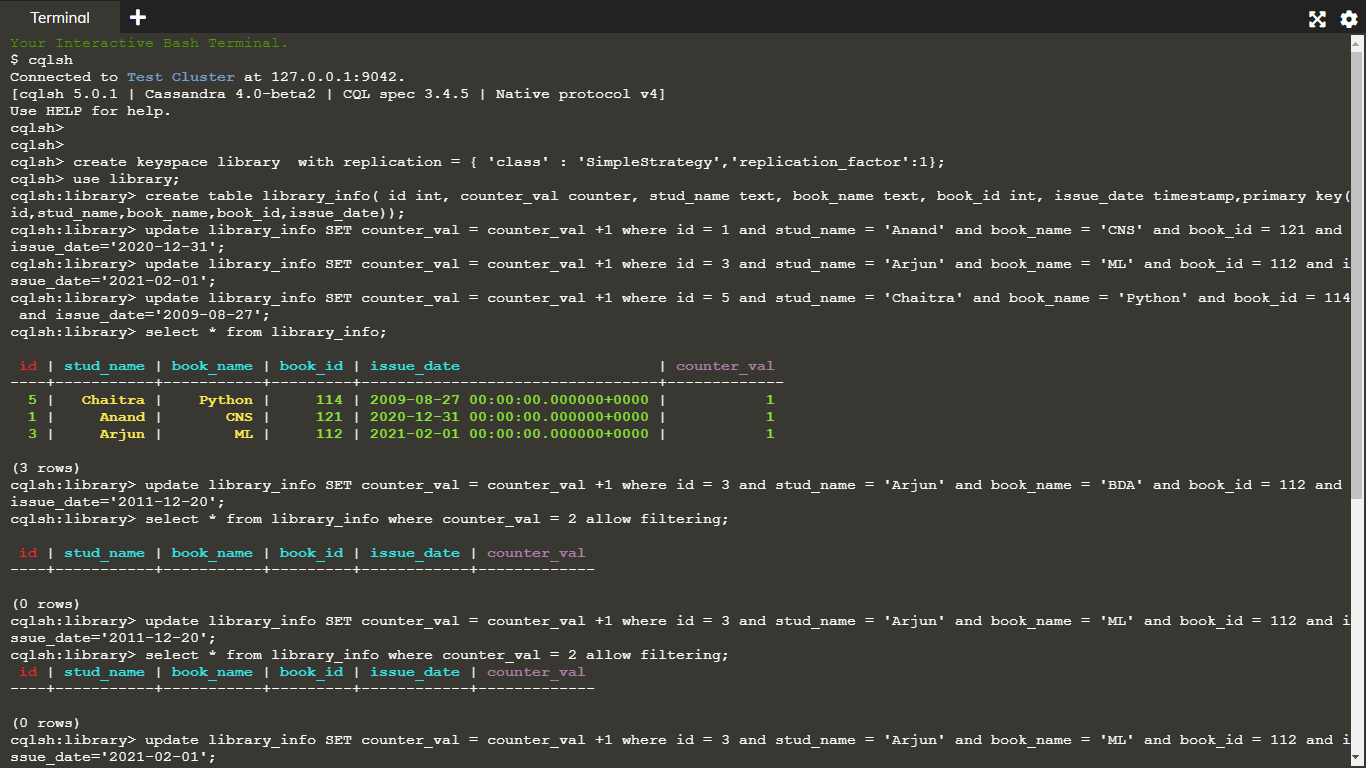 Terminal
Your Interactive Bash Terminal.
$ cqlsh
Connected to Test Cluster at 127.0.0.1:9042.
[cqlsh 5.0.1 | Cassandra 4.0-beta2 | CQL spec 3.4.5 | Native protocol v4]
Use HELP for help.
cqlsh>
cqlsh>
cqlsh> create keyspace library  with replication = { 'class' : 'SimpleStrategy','replication_factor':1};
cqlsh> use library;
cqlsh:library> create table library_info( id int, counter_val counter, stud_name text, book_name text, book_id int, issue_date timestamp,primary key(
id,stud_name,book_name,book_id,issue_date));
cqlsh:library> update library_info SET counter_val = counter_val +1 where id = 1 and stud_name = 'Anand' and book_name = 'CNS' and book_id = 121 and
issue_date='2020-12-31';
cqlsh:library> update library_info SET counter_val = counter_val +1 where id = 3 and stud_name = 'Arjun' and book_name = 'ML' and book_id = 112 and i
ssue_date='2021-02-01';
cqlsh:library> update library_info SET counter_val = counter_val +1 where id = 5 and stud_name = 'Chaitra' and book_name = 'Python' and book_id = 114
 and issue_date='2009-08-27';
cqlsh:library> select * from library_info;
 id | stud_name | book_name | book_id | issue_date                      | counter_val
----+-----------+-----------+---------+---------------------------------+-------------
  5 |   Chaitra |    Python |     114 | 2009-08-27 00:00:00.000000+0000 |           1
  1 |     Anand |       CNS |     121 | 2020-12-31 00:00:00.000000+0000 |           1
  3 |     Arjun |        ML |     112 | 2021-02-01 00:00:00.000000+0000 |           1
(3 rows)
cqlsh:library> update library_info SET counter_val = counter_val +1 where id = 3 and stud_name = 'Arjun' and book_name = 'BDA' and book_id = 112 and
issue_date='2011-12-20';
cqlsh:library> select * from library_info where counter_val = 2 allow filtering;
 id | stud_name | book_name | book_id | issue_date | counter_val
----+-----------+-----------+---------+------------+-------------
(0 rows)
cqlsh:library> update library_info SET counter_val = counter_val +1 where id = 3 and stud_name = 'Arjun' and book_name = 'ML' and book_id = 112 and i
ssue_date='2011-12-20';
cqlsh:library> select * from library_info where counter_val = 2 allow filtering;
 id | stud_name | book_name | book_id | issue_date | counter_val
----+-----------+-----------+---------+------------+-------------
(0 rows)
cqlsh:library> update library_info SET counter_val = counter_val +1 where id = 3 and stud_name = 'Arjun' and book_name = 'ML' and book_id = 112 and i
ssue_date='2021-02-01';